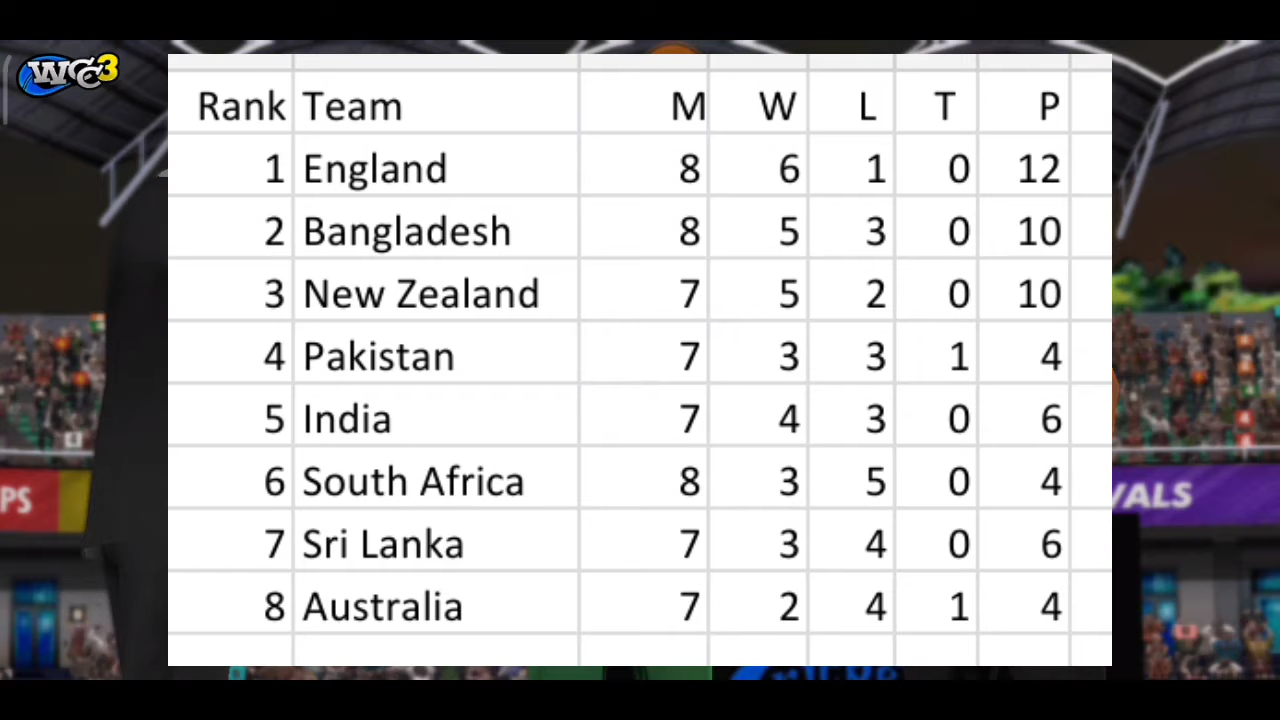 WCC3
Rank Team M W L T P
1 England 8 6 1 0 12
2 Bangladesh 8 5 3 0 10
3 New Zealand 7 5 2 0 10
4 Pakistan 7 3 3 1 4
5 India 7 4 3 0 6
6 South Africa 8 3 5 0 4
7 Sri Lanka 7 3 4 0 6
8 Australia 7 2 4 1 4
PS
VALS